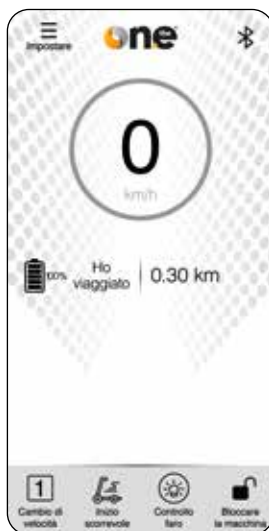 one
Impostare
0
km/h
100%
Ho
viaggiato
0.30 km
1
Cambio di
velocità
Inizio
scorrevole
Controllo
faro
Bloccare
la macchina